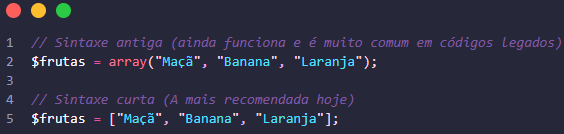 1 // Sintaxe antiga (ainda funciona e é muito comum em códigos legados)
2 $frutas = array("Maçã", "Banana", "Laranja");
3
4 // Sintaxe curta (A mais recomendada hoje)
5 $frutas = ["Maçã", "Banana", "Laranja"];